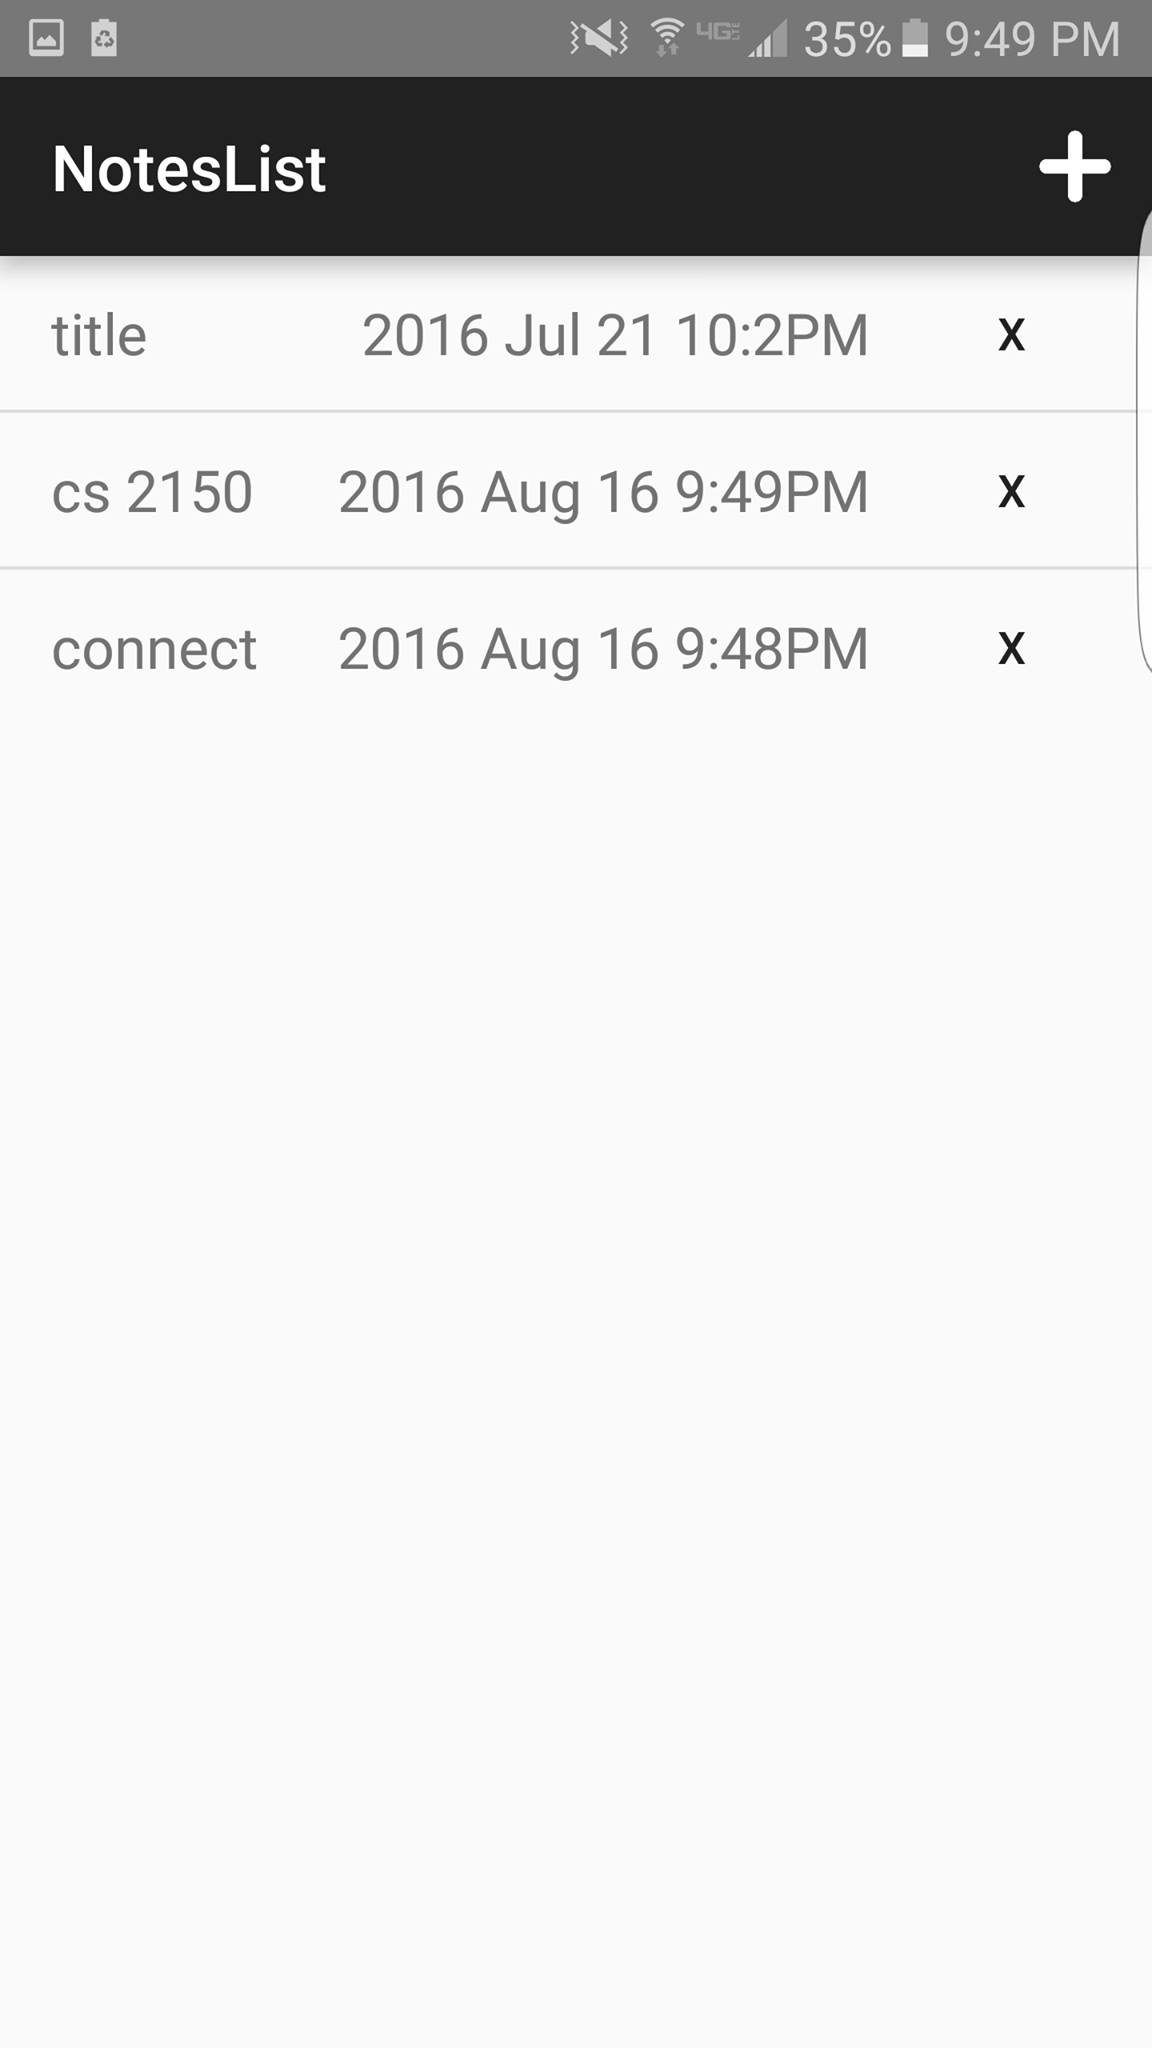 4G 35% 9:49 PM
NotesList
title 2016 Jul 21 10:2PM X
cs 2150 2016 Aug 16 9:49PM X
connect 2016 Aug 16 9:48PM X